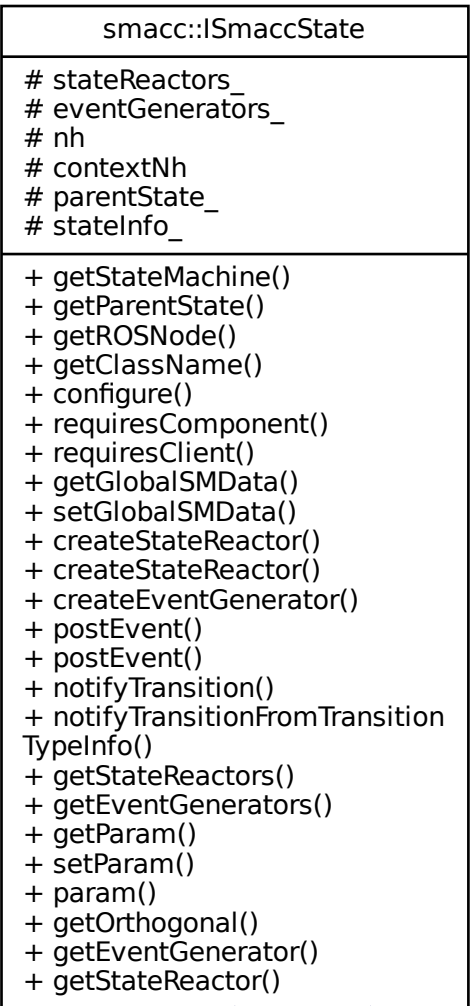 smacc::ISmaccState
# stateReactors_
# eventGenerators_
# nh
# contextNh
# parentState_
# stateInfo_
+ getStateMachine()
+ getParentState()
+ getROSNode()
+ getClassName()
+ configure()
+ requiresComponent()
+ requiresClient()
+ getGlobalSMData()
+ setGlobalSMData()
+ createStateReactor()
+ createStateReactor()
+ createEventGenerator()
+ postEvent()
+ postEvent()
+ notifyTransition()
+ notifyTransitionFromTransition
TypeInfo()
+ getStateReactors()
+ getEventGenerators()
+ getParam()
+ setParam()
+ param()
+ getOrthogonal()
+ getEventGenerator()
+ getStateReactor()